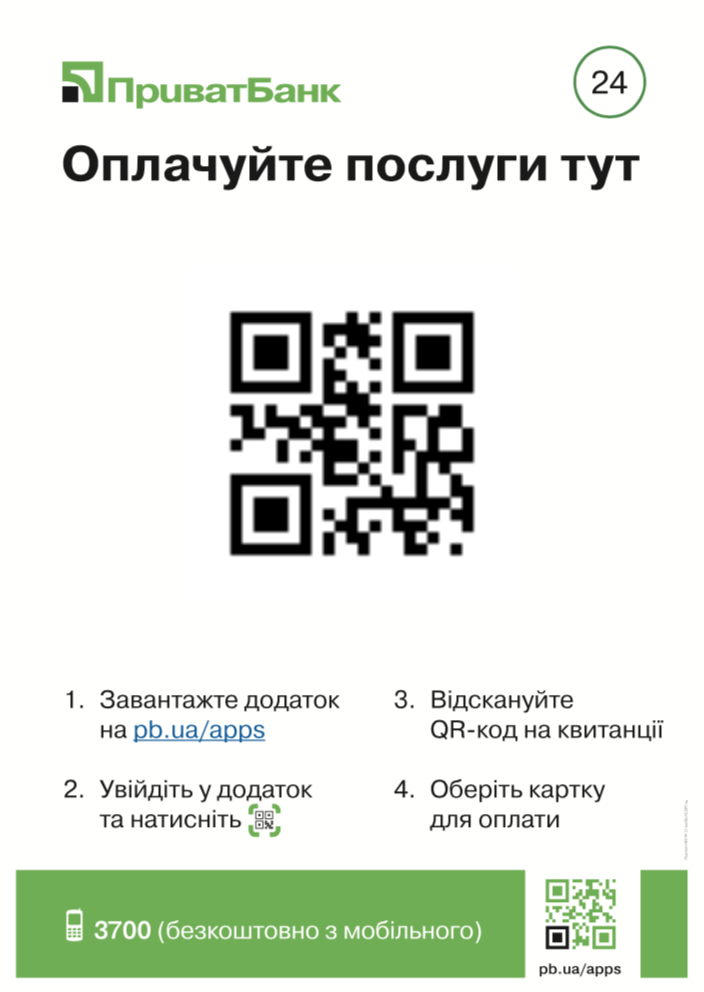 ПриватБанк
24
Оплачуйте послуги тут
1. Завантажте додаток
на pb.ua/apps
2. Увійдіть у додаток
та натисніть
3. Відскануйте
QR-код на квитанції
4. Оберіть картку
для оплати
3700 (безкоштовно з мобільного)
pb.ua/apps